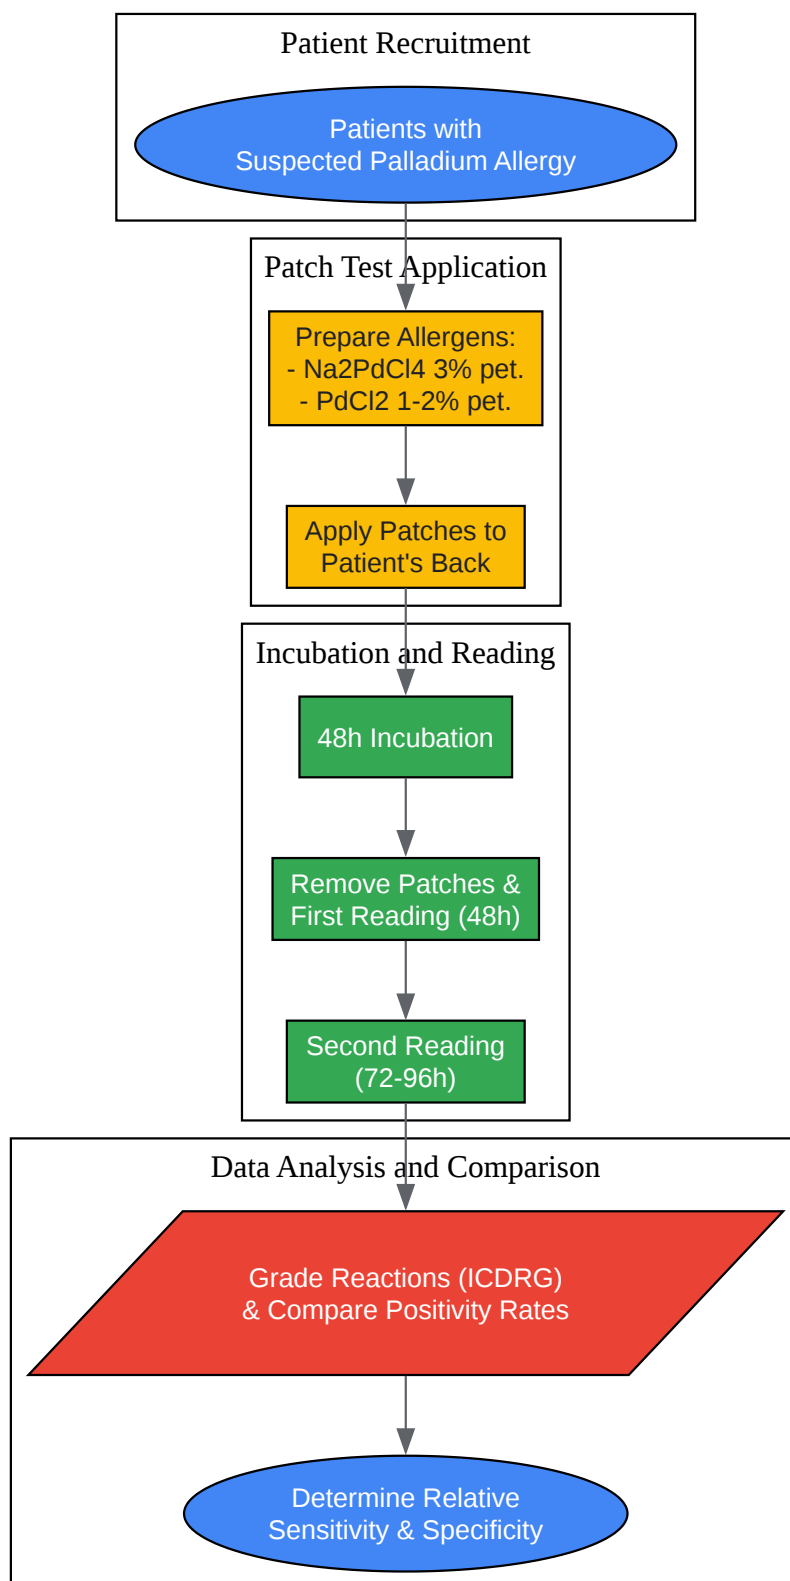 Patient Recruitment
Patients with
Suspected Palladium Allergy
Patch Test Application
Prepare Allergens:
- Na2PdCl4 3% pet.
- PdCl2 1-2% pet.
Apply Patches to
Patient's Back
Incubation and Reading
48h Incubation
Remove Patches &
First Reading (48h)
Second Reading
(72-96h)
Data Analysis and Comparison
Grade Reactions (ICDRG)
& Compare Positivity Rates
Determine Relative
Sensitivity & Specificity